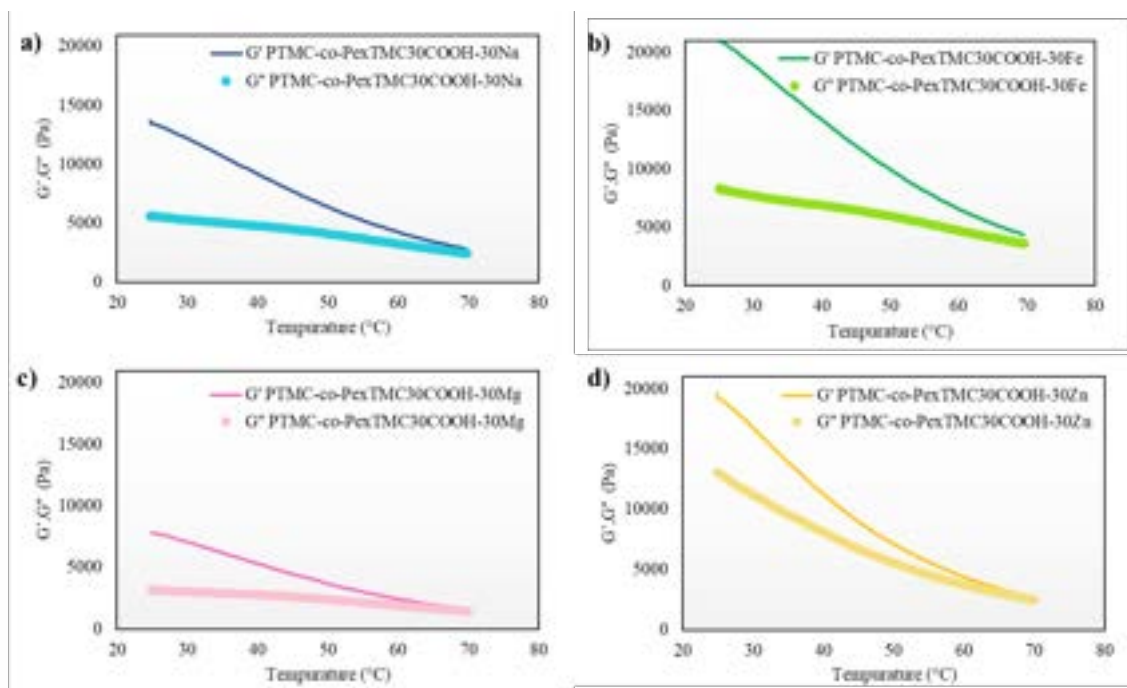 a)
G' PTMC-co-PexTMC30COOH-30Na
G'' PTMC-co-PexTMC30COOH-30Na
20000
15000
10000
5000
0
G',G'' (Pa)
20 30 40 50 60 70 80
Tempurature (°C)
b)
G' PTMC-co-PexTMC30COOH-30Fe
G'' PTMC-co-PexTMC30COOH-30Fe
20000
15000
10000
5000
0
G',G'' (Pa)
20 30 40 50 60 70 80
Tempurature (°C)
c)
G' PTMC-co-PexTMC30COOH-30Mg
G'' PTMC-co-PexTMC30COOH-30Mg
20000
15000
10000
5000
0
G',G'' (Pa)
20 30 40 50 60 70 80
Tempurature (°C)
d)
G' PTMC-co-PexTMC30COOH-30Zn
G'' PTMC-co-PexTMC30COOH-30Zn
20000
15000
10000
5000
0
G',G'' (Pa)
20 30 40 50 60 70 80
Tempurature (°C)